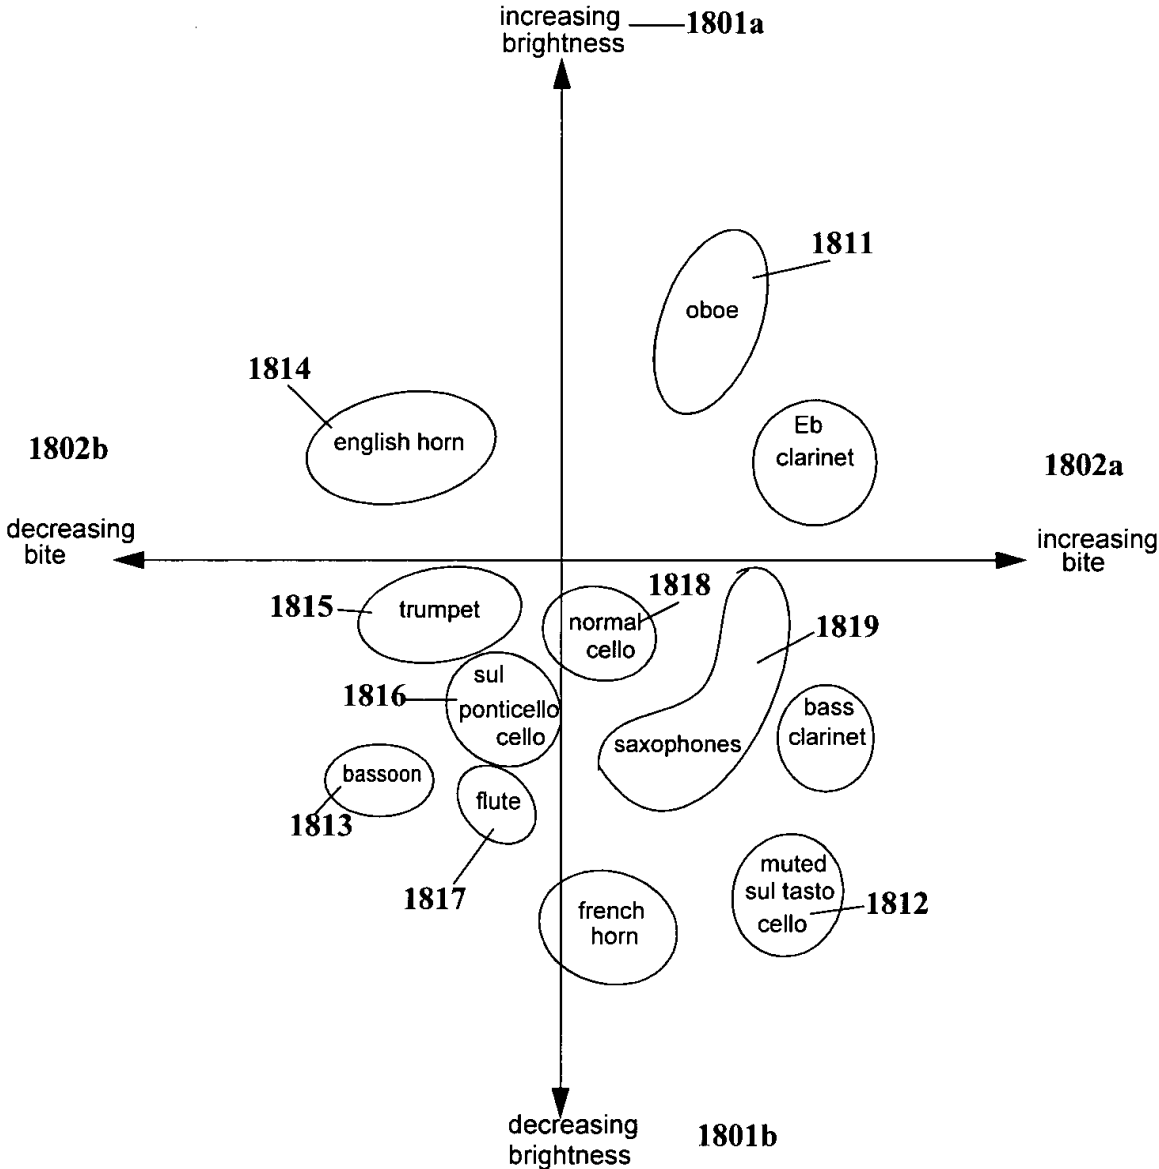 increasing
brightness
1801a
1811
oboe
1814
english horn
Eb
clarinet
1802b
1802a
decreasing
bite
increasing
bite
1815
trumpet
1818
normal
cello
1819
1816
sul
ponticello
cello
saxophones
bass
clarinet
bassoon
1813
flute
1817
muted
sul tasto
cello
1812
french
horn
decreasing
brightness
1801b